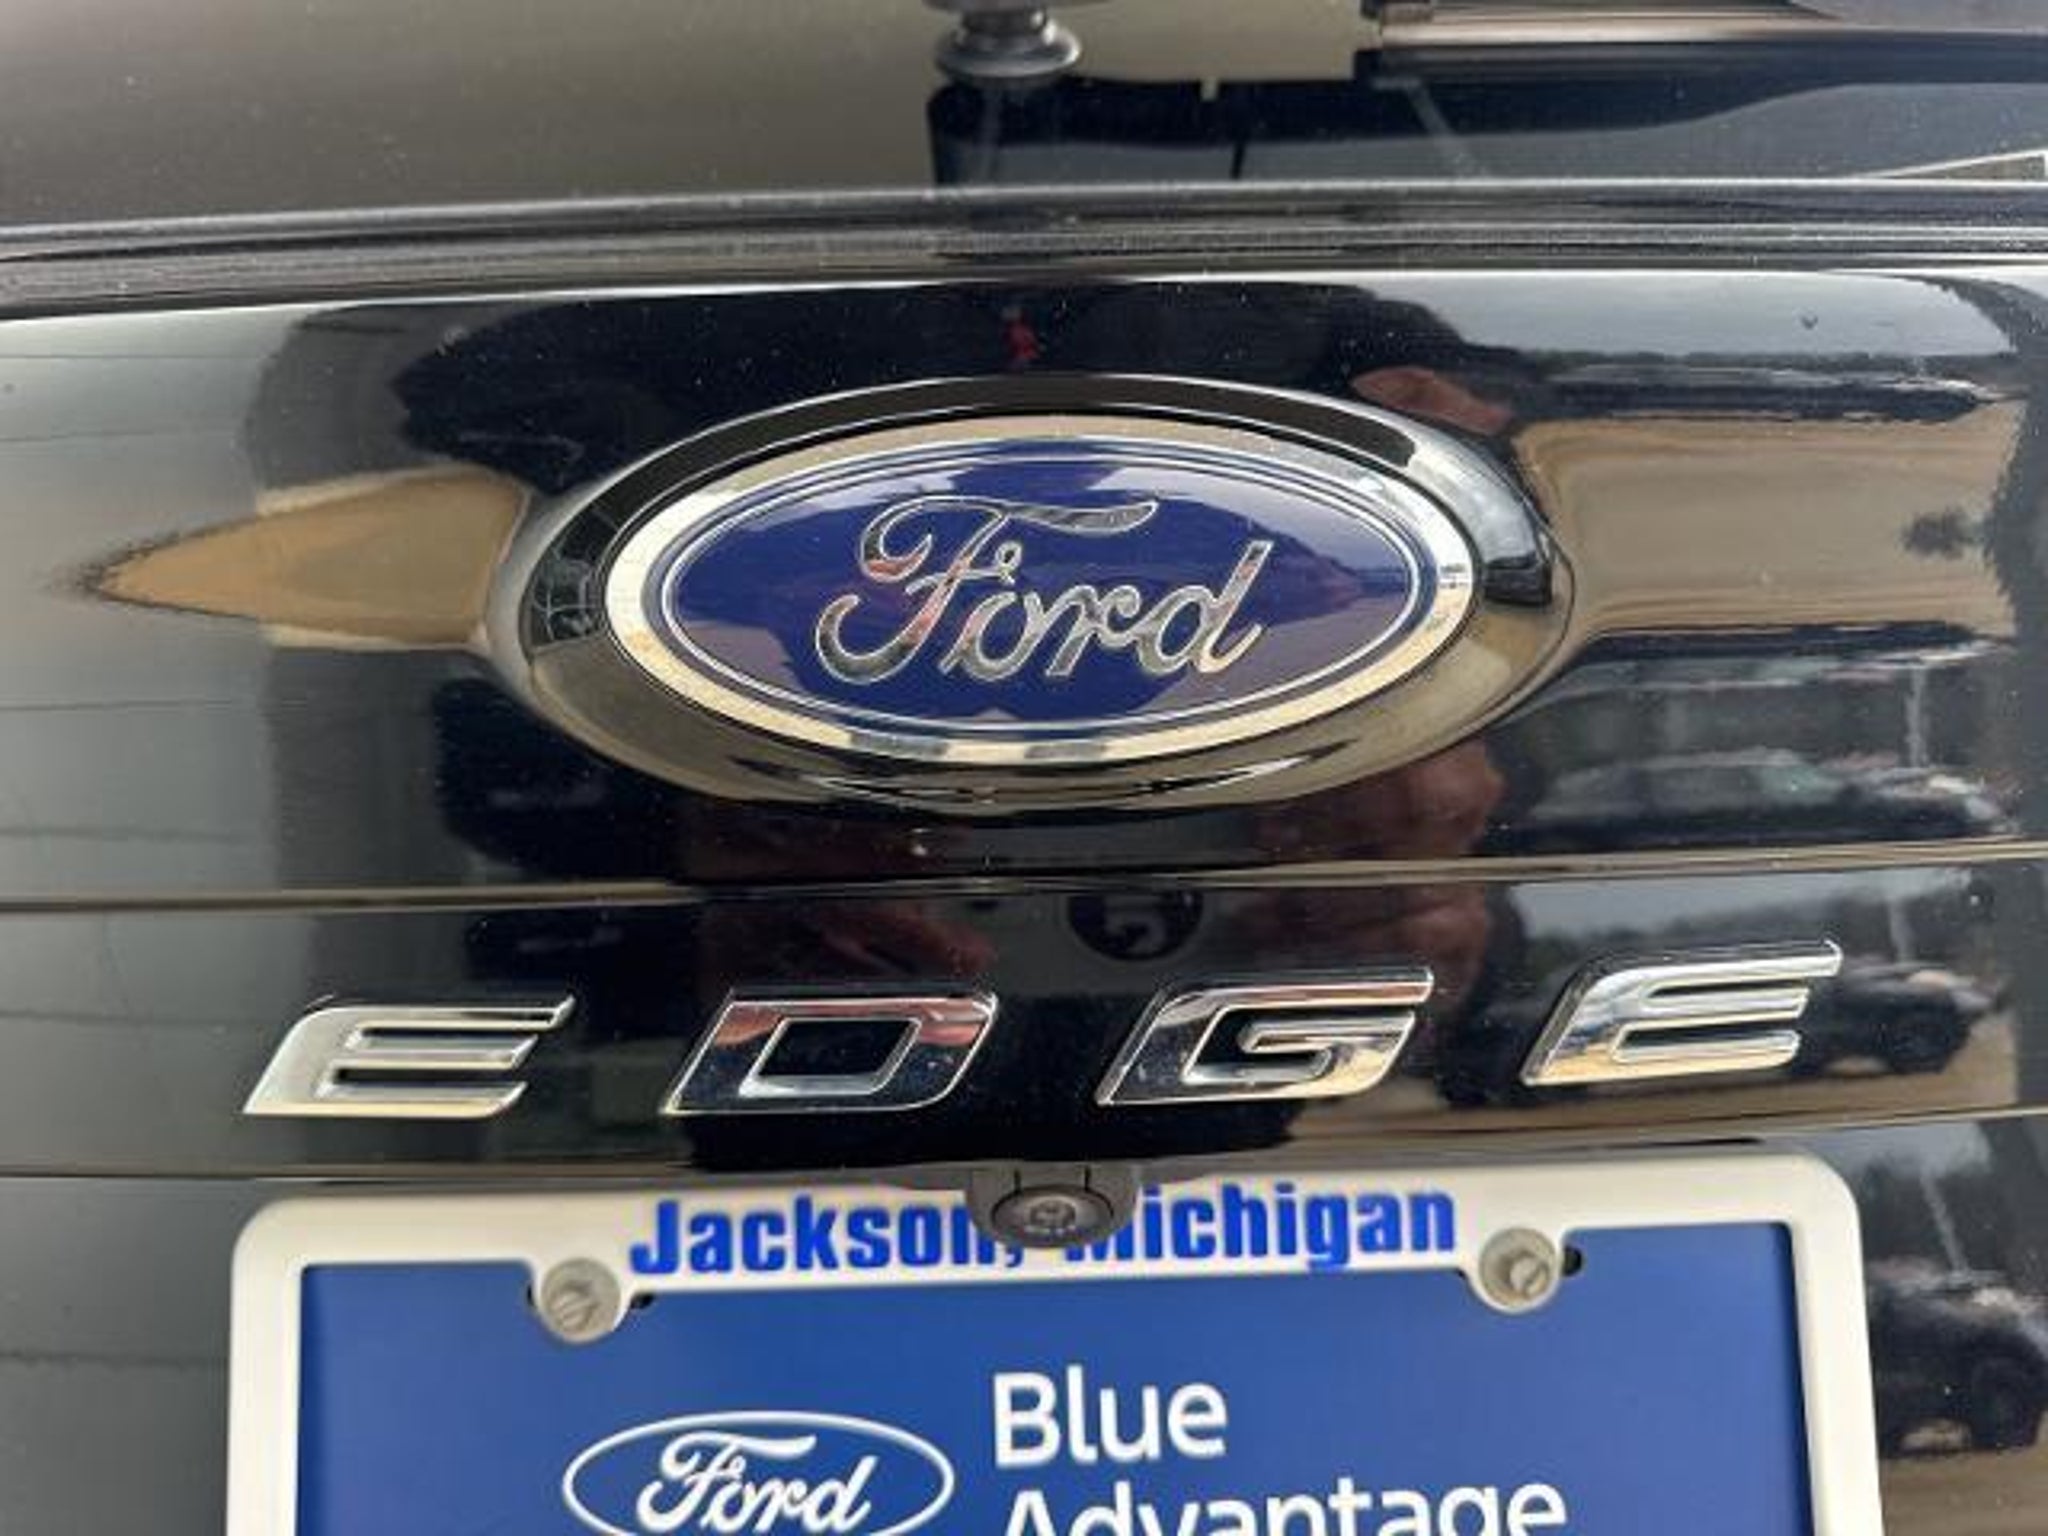 Ford
EDGE
Jackson, Michigan
Ford
Blue
Advantage